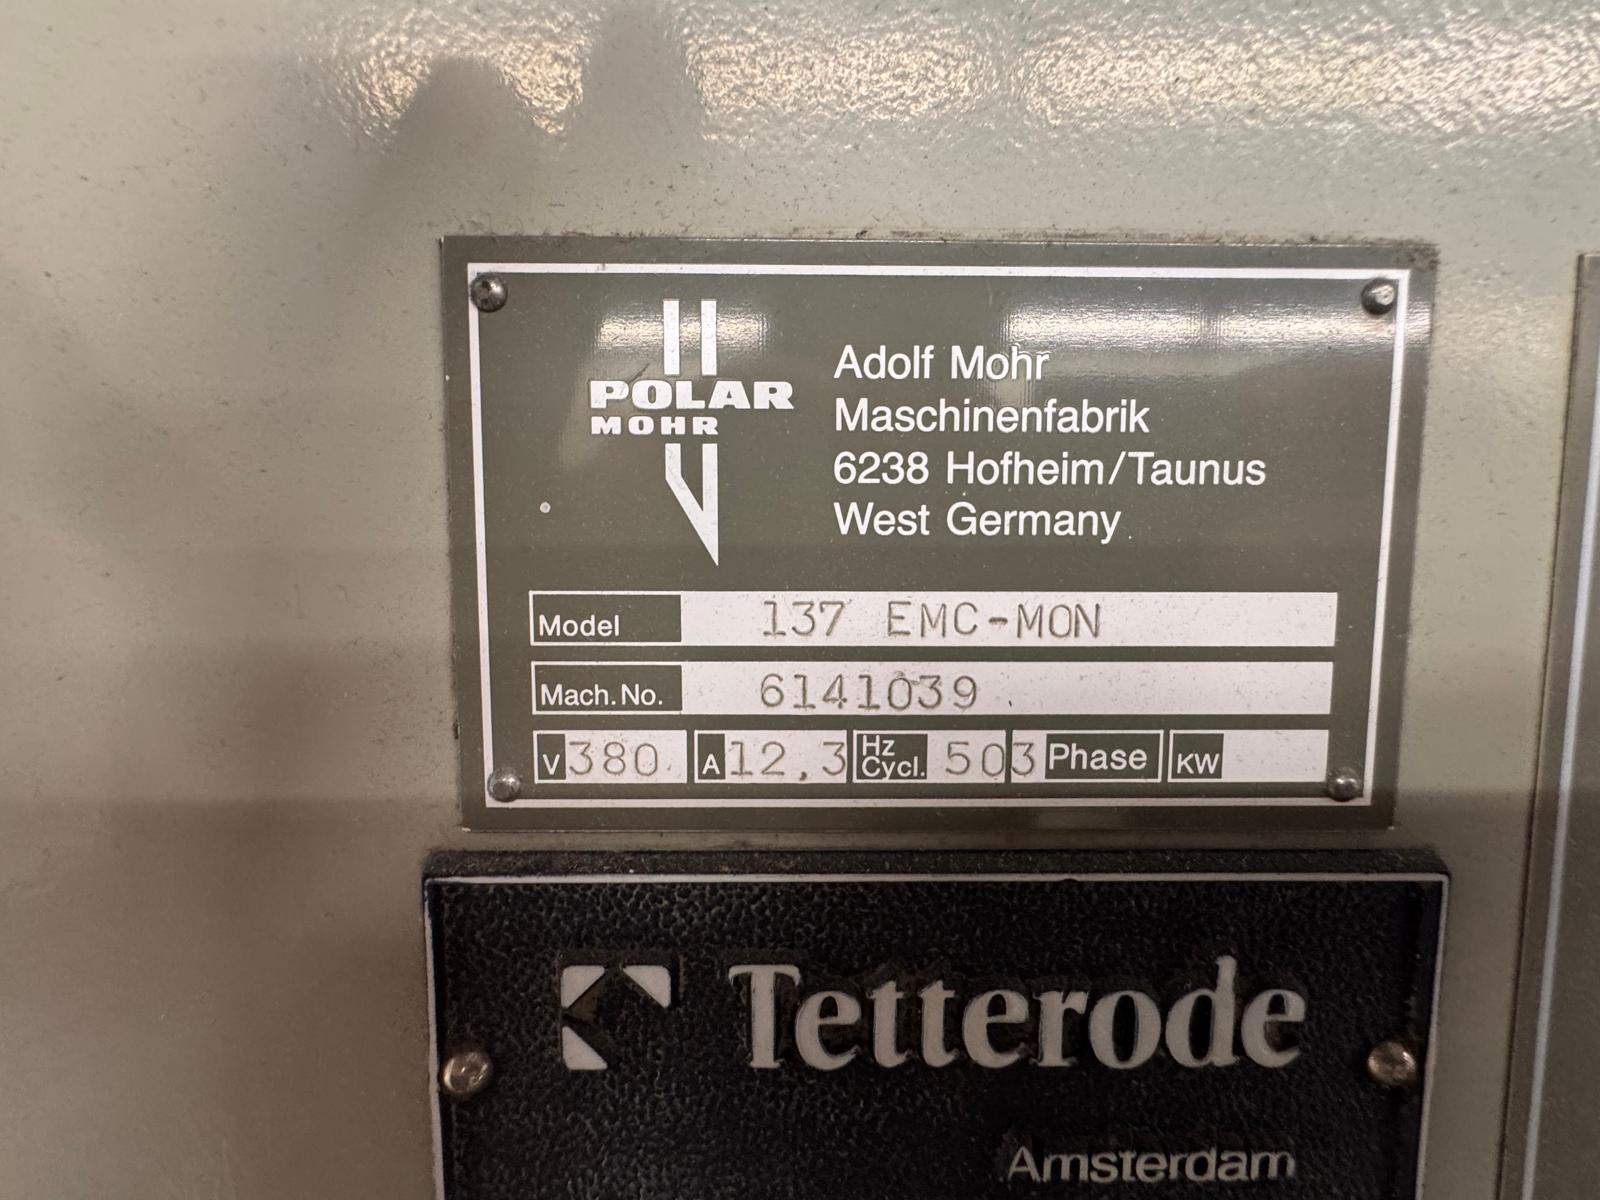 POLAR
MOHR
Adolf Mohr
Maschinenfabrik
6238 Hofheim/Taunus
West Germany
Model 137 EMC-MON
Mach.No. 6141039
V 380 A 12,3 Hz Cycl. 50 3 Phase KW
Tetterode
Amsterdam